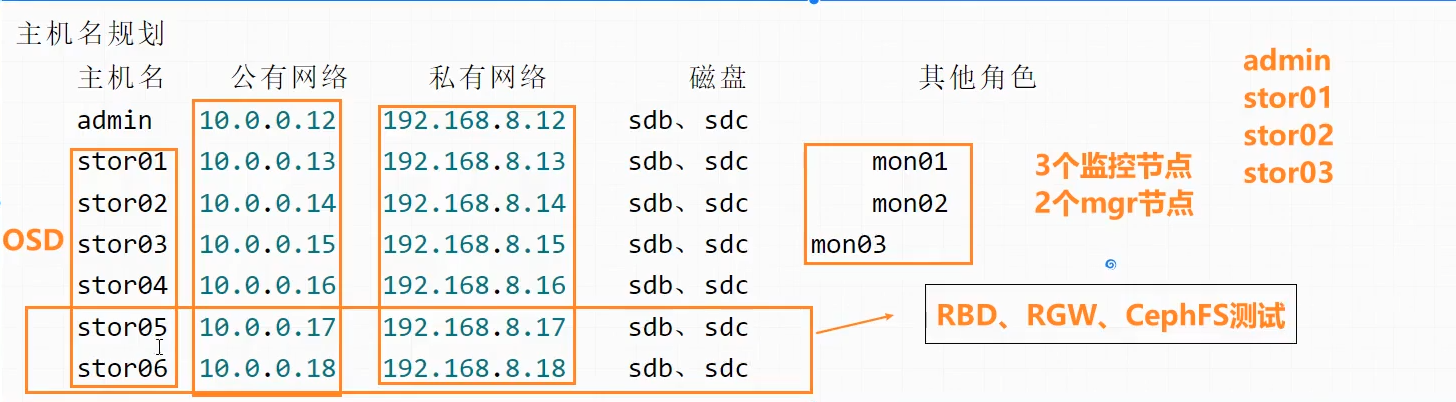 主机名规划
主机名 公有网络 私有网络 磁盘 其他角色
admin 10.0.0.12 192.168.8.12 sdb、sdc
stor01 10.0.0.13 192.168.8.13 sdb、sdc mon01
stor02 10.0.0.14 192.168.8.14 sdb、sdc mon02
stor03 10.0.0.15 192.168.8.15 sdb、sdc mon03
stor04 10.0.0.16 192.168.8.16 sdb、sdc
stor05 10.0.0.17 192.168.8.17 sdb、sdc
stor06 10.0.0.18 192.168.8.18 sdb、sdc
OSD
3个监控节点
2个mgr节点
RBD、RGW、CephFS测试
admin
stor01
stor02
stor03